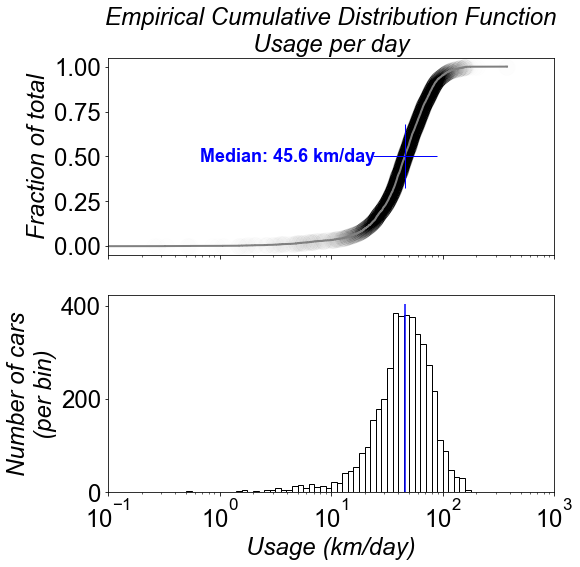 Empirical Cumulative Distribution Function
Usage per day
Fraction of total
1.00
0.75
0.50
0.25
0.00
Median: 45.6 km/day
Number of cars
(per bin)
400
200
0
10⁻¹
10⁰
10¹
10²
10³
Usage (km/day)